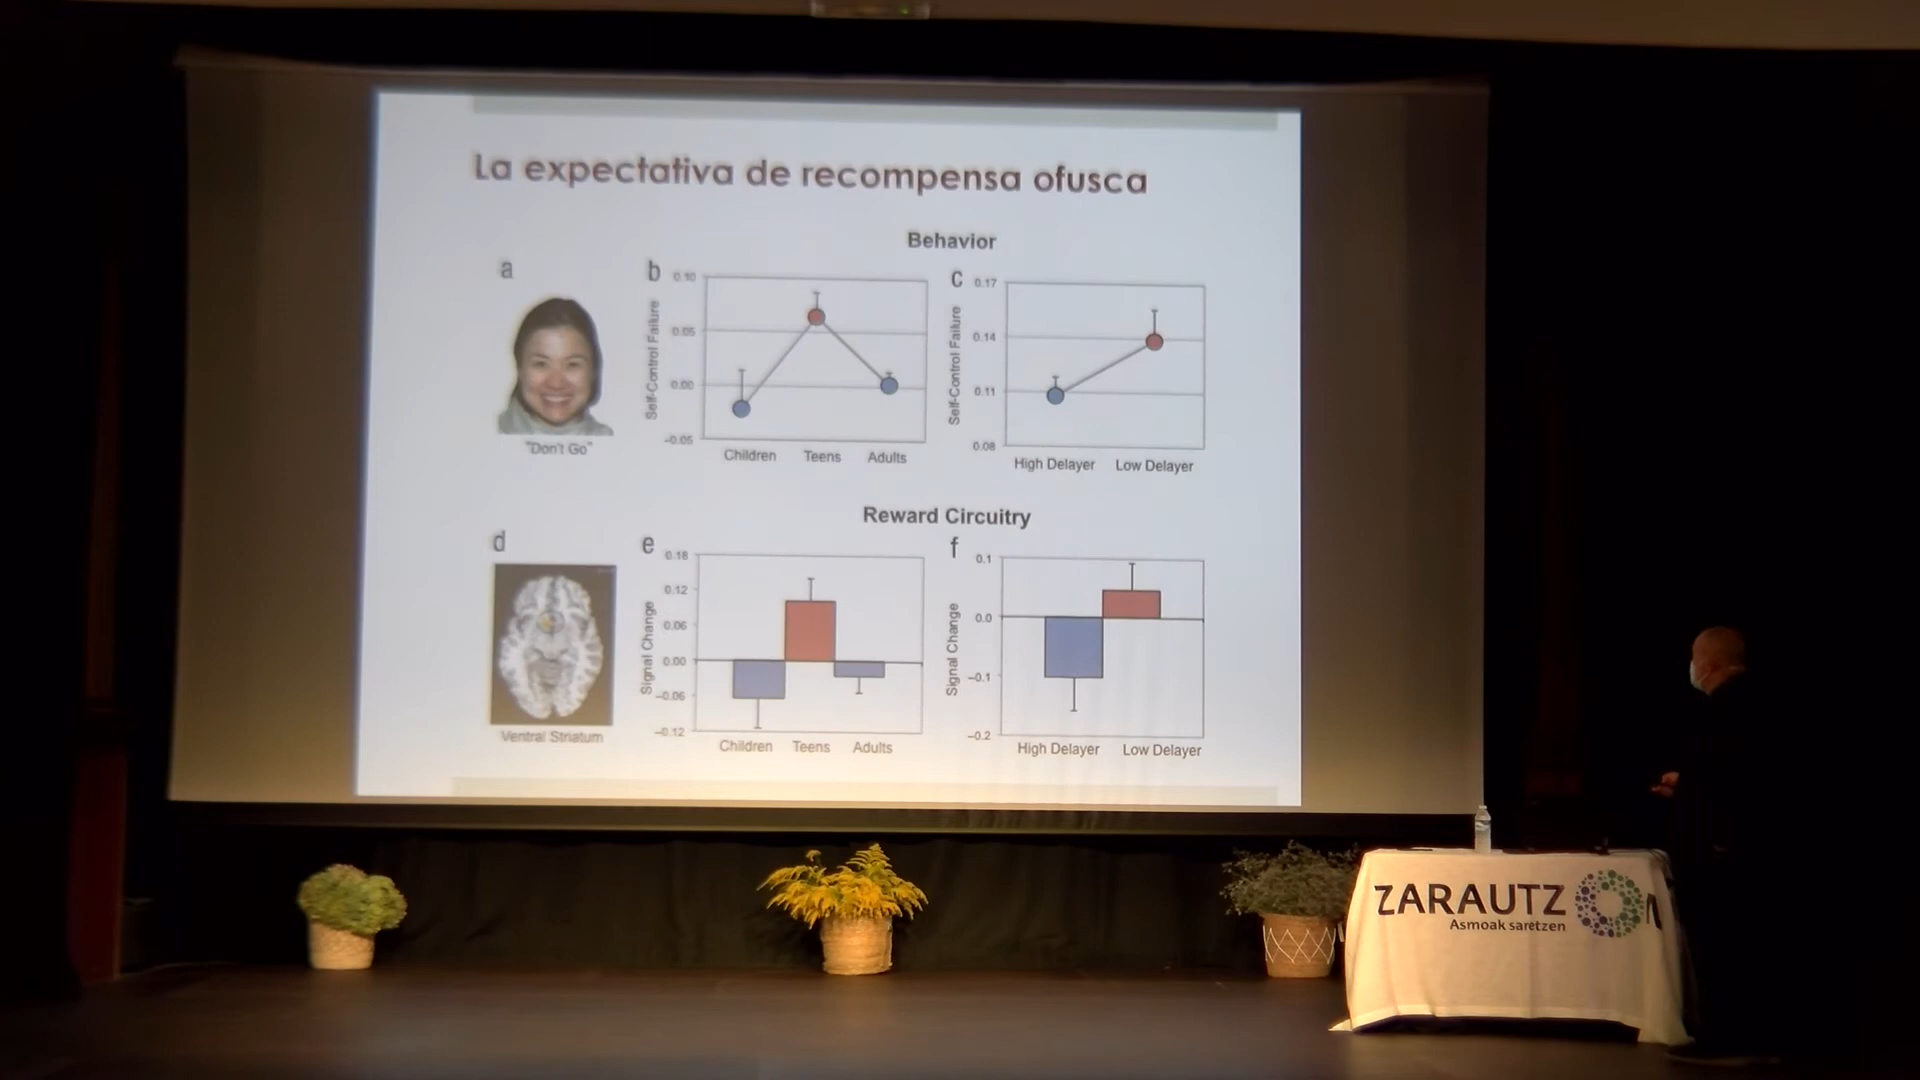 La expectativa de recompensa ofusca
Behavior
a
"Don't Go"
b
Self-Control Failure
0.10
0.05
0.00
–0.05
Children Teens Adults
c
Self-Control Failure
0.17
0.14
0.11
0.08
High Delayer Low Delayer
Reward Circuitry
d
Ventral Striatum
e
Signal Change
0.18
0.12
0.06
0.00
–0.06
–0.12
Children Teens Adults
f
Signal Change
0.1
0.0
–0.1
–0.2
High Delayer Low Delayer
ZARAUTZ ON
Asmoak saretzen